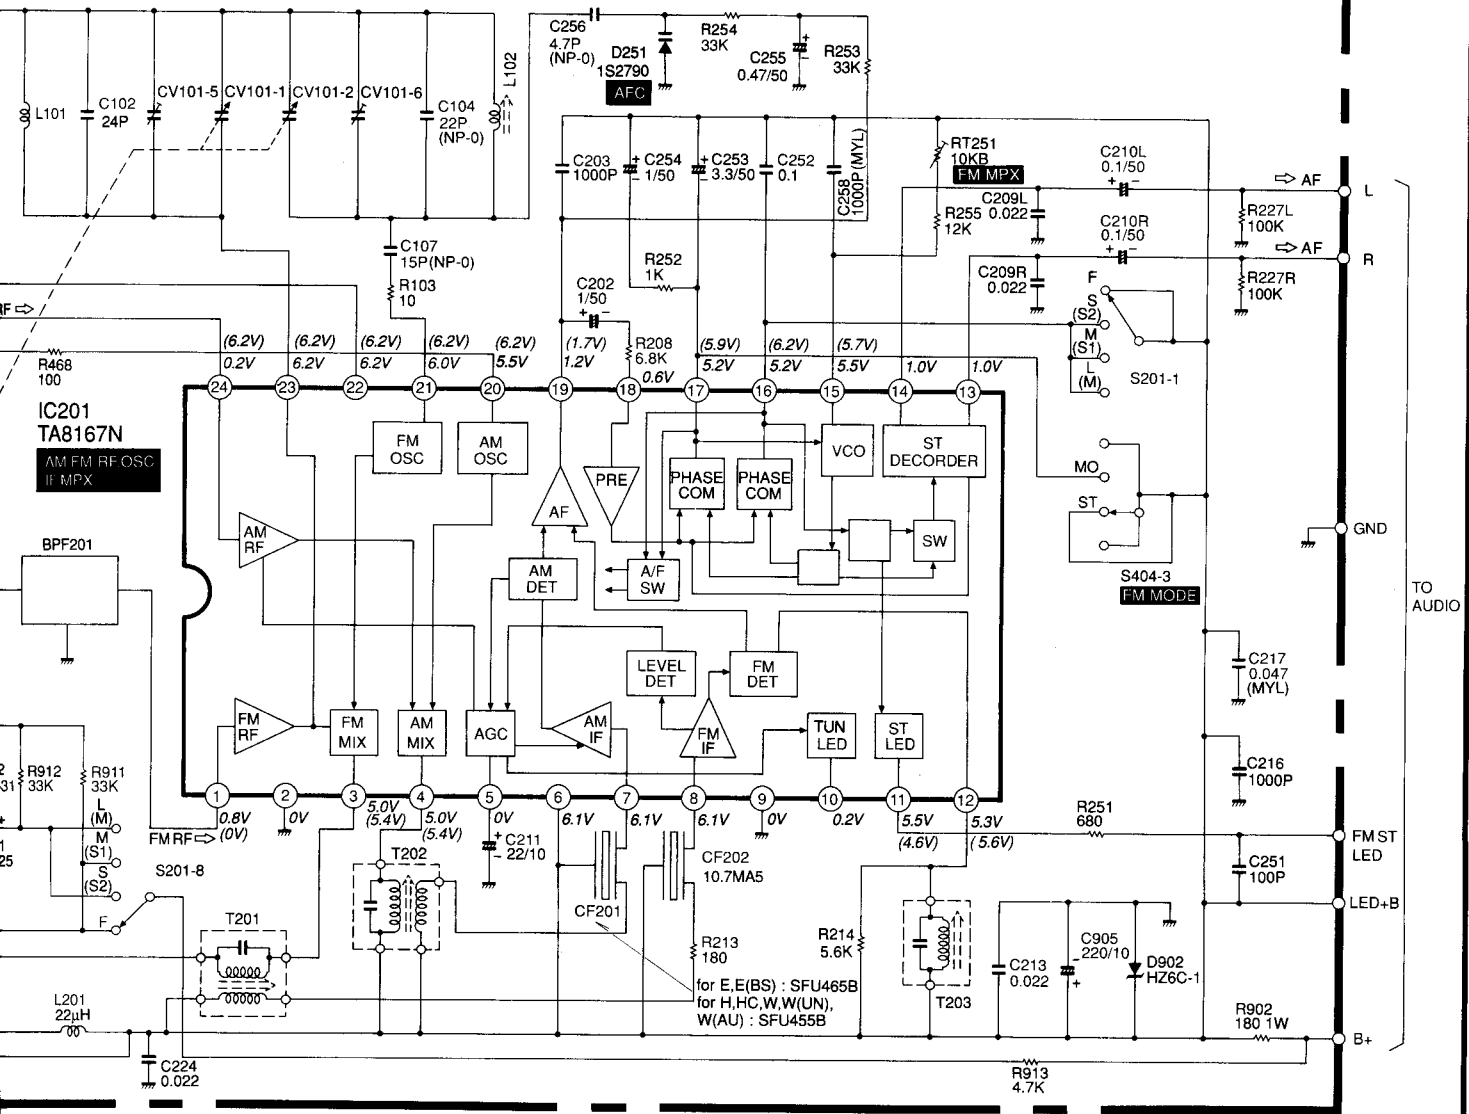 C256
4.7P
(NP-0)
D251
1S2790
AFC
R254
33K
C255
0.47/50
R253
33K
L102
L101
C102
24P
CV101-5
CV101-1
CV101-2
CV101-6
C104
22P
(NP-0)
C203
1000P
C254
1/50
C253
3.3/50
C252
0.1
C258
1000P(MYL)
RT251
10KB
FM MPX
R255
12K
C210L
0.1/50
C209L
0.022
R227L
100K
AF
L
C210R
0.1/50
C209R
0.022
R227R
100K
AF
R
C107
15P(NP-0)
R103
10
R252
1K
C202
1/50
R208
6.8K
RF
R468
100
(6.2V)
0.2V
(6.2V)
6.2V
(6.2V)
6.2V
(6.2V)
6.0V
(6.2V)
5.5V
(1.7V)
1.2V
0.6V
(5.9V)
5.2V
(6.2V)
5.2V
(5.7V)
5.5V
1.0V
1.0V
F
S
(S2)
M
(S1)
L
(M)
S201-1
24
23
22
21
20
19
18
17
16
15
14
13
IC201
TA8167N
AM FM RF.OSC
IF MPX
FM
OSC
AM
OSC
AF
PRE
PHASE
COM
PHASE
COM
VCO
ST
DECORDER
SW
AM
RF
AM
DET
A/F
SW
MO
ST
S404-3
FM MODE
GND
TO
AUDIO
BPF201
LEVEL
DET
FM
DET
FM
RF
FM
MIX
AM
MIX
AGC
AM
IF
FM
IF
TUN
LED
ST
LED
C217
0.047
(MYL)
C216
1000P
R912
33K
R911
33K
L
(M)
M
(S1)
S
(S2)
F
S201-8
25
1
2
3
4
5
6
7
8
9
10
11
12
0.8V
(0V)
FM RF
0V
5.0V
(5.4V)
5.0V
(5.4V)
0V
6.1V
6.1V
6.1V
0V
0.2V
5.5V
(4.6V)
5.3V
(5.6V)
R251
680
FM ST
LED
C251
100P
LED+B
T202
C211
22/10
CF201
CF202
10.7MA5
R213
180
for E,E(BS) : SFU465B
for H,HC,W,W(UN),
W(AU) : SFU455B
R214
5.6K
T203
C213
0.022
C905
220/10
D902
HZ6C-1
R902
180 1W
B+
T201
L201
22μH
C224
0.022
R913
4.7K